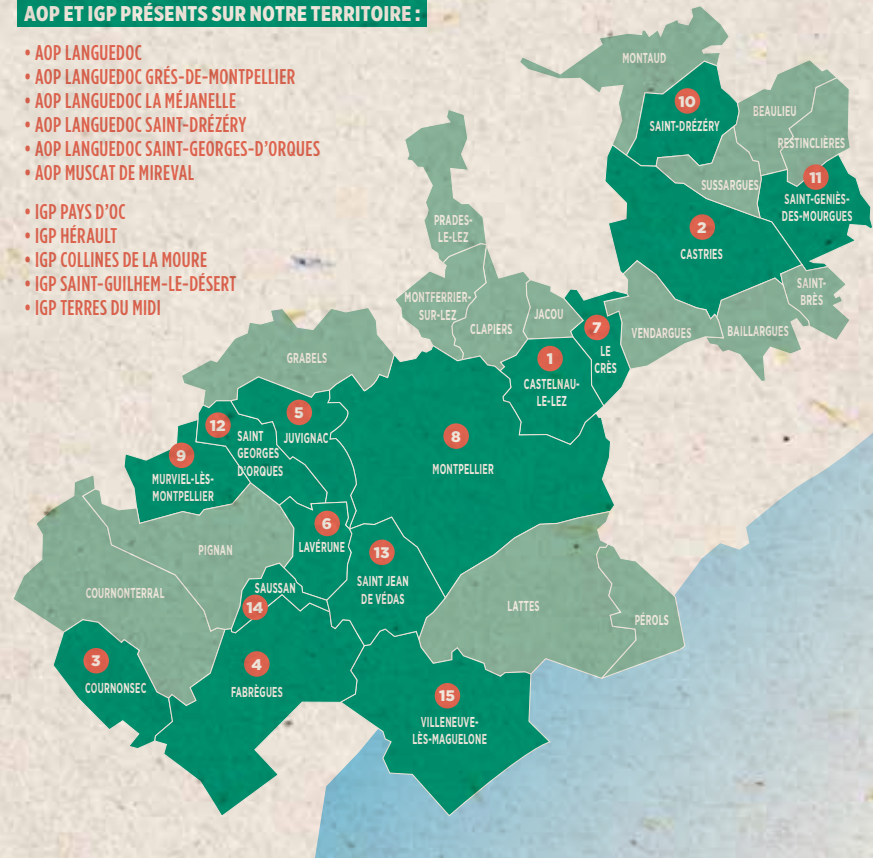 AOP ET IGP PRÉSENTS SUR NOTRE TERRITOIRE :
• AOP LANGUEDOC
• AOP LANGUEDOC GRÉS-DE-MONTPELLIER
• AOP LANGUEDOC LA MÉJANELLE
• AOP LANGUEDOC SAINT-DRÉZÉRY
• AOP LANGUEDOC SAINT-GEORGES-D'ORQUES
• AOP MUSCAT DE MIREVAL
• IGP PAYS D'OC
• IGP HÉRAULT
• IGP COLLINES DE LA MOURE
• IGP SAINT-GUILHEM-LE-DÉSERT
• IGP TERRES DU MIDI
MONTAUD
10
SAINT-DRÉZÉRY
BEAULIEU
RESTINCLIÈRES
SUSSARGUES
11
SAINT-GENIÈS-
DES-MOURGUES
2
CASTRIES
PRADES-
LE-LEZ
MONTFERRIER-
SUR-LEZ
CLAPIERS
JACOU
7
LE
CRÈS
VENDARGUES
BAILLARGUES
SAINT-
BRÈS
GRABELS
1
CASTELNAU-
LE-LEZ
5
JUVIGNAC
12
SAINT
GEORGES
D'ORQUES
8
MONTPELLIER
9
MURVIEL-LÈS-
MONTPELLIER
6
LAVÉRUNE
PIGNAN
13
SAINT JEAN
DE VÉDAS
COURNONTERRAL
SAUSSAN
14
LATTES
PÉROLS
3
COURNONSEC
4
FABRÈGUES
15
VILLENEUVE-
LÈS-MAGUELONE